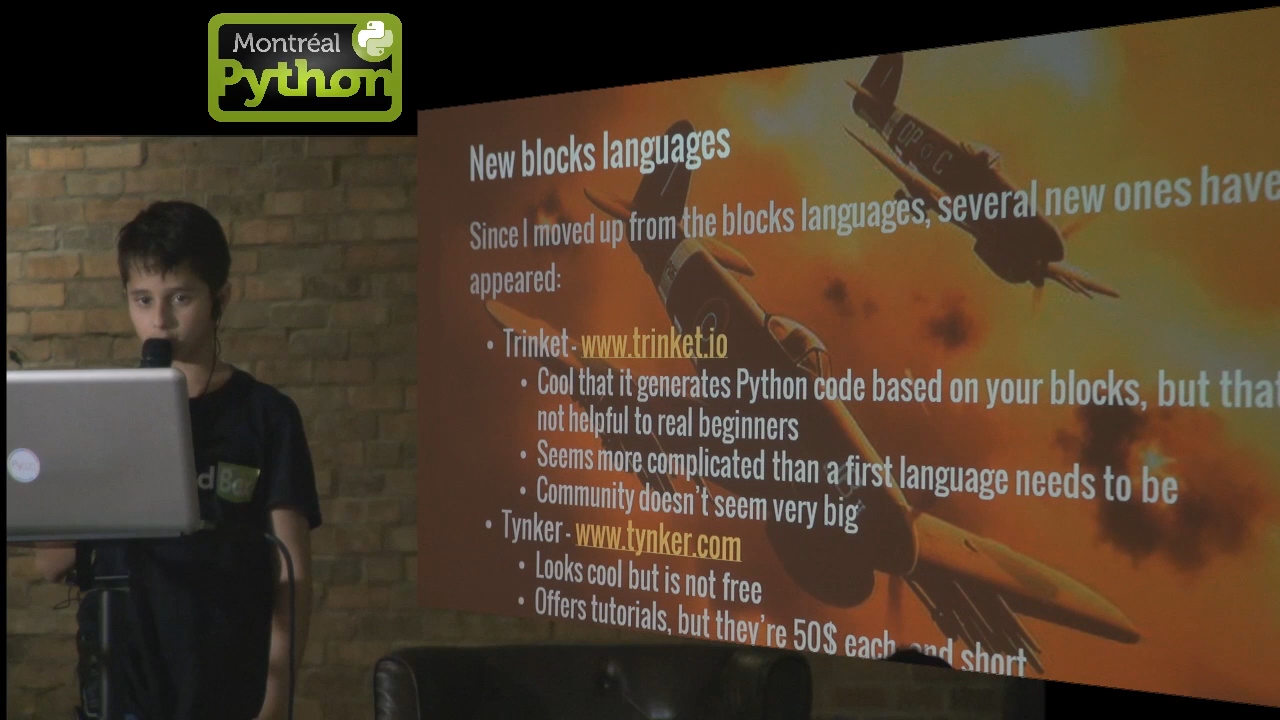 Montréal
Python
New blocks languages
Since I moved up from the blocks languages, several new ones have
appeared:
• Trinket - www.trinket.io
• Cool that it generates Python code based on your blocks, but that
not helpful to real beginners
• Seems more complicated than a first language needs to be
• Community doesn't seem very big
• Tynker - www.tynker.com
• Looks cool but is not free
• Offers tutorials, but they're 50$ each and short